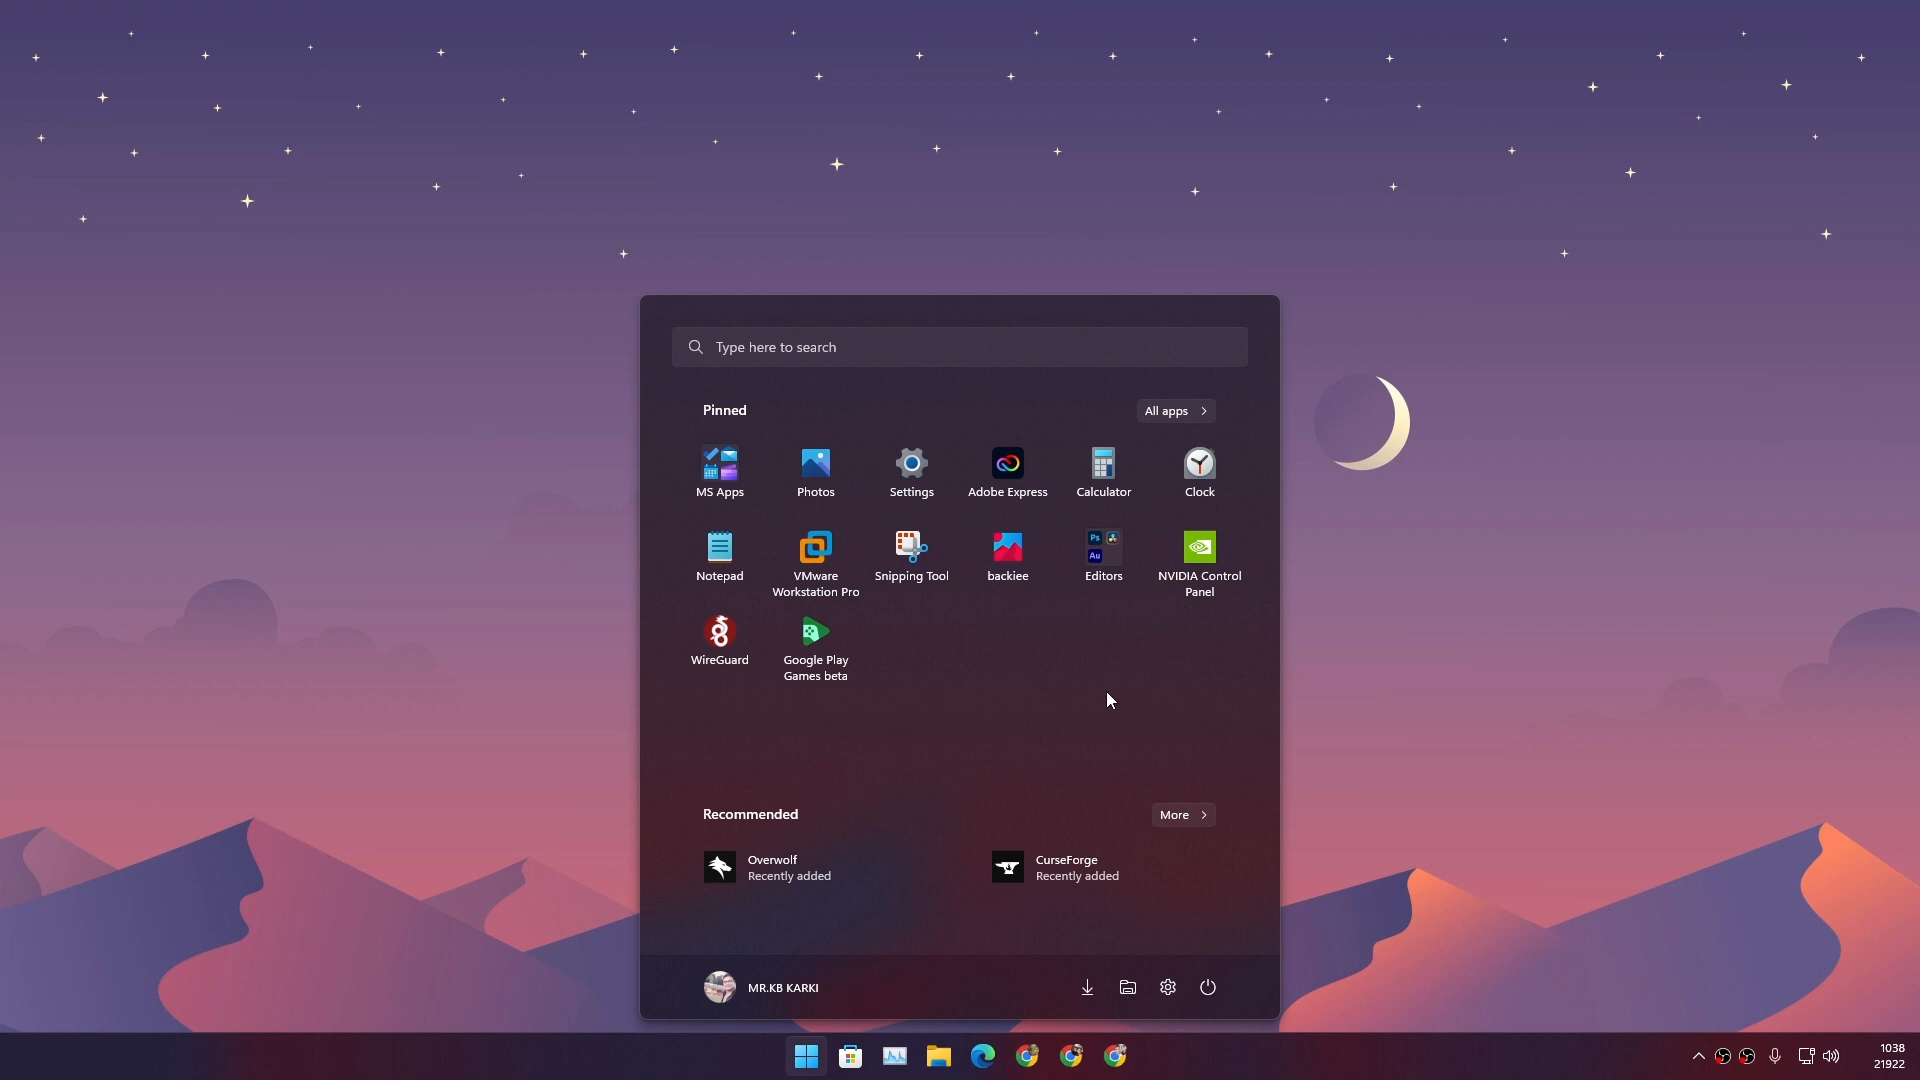 Type here to search
Pinned
All apps
MS Apps
Photos
Settings
Adobe Express
Calculator
Clock
Notepad
VMware
Workstation Pro
Snipping Tool
backiee
Ps
Au
Editors
NVIDIA Control
Panel
WireGuard
Google Play
Games beta
Recommended
More
Overwolf
Recently added
CurseForge
Recently added
MR.KB KARKI
1038
21922